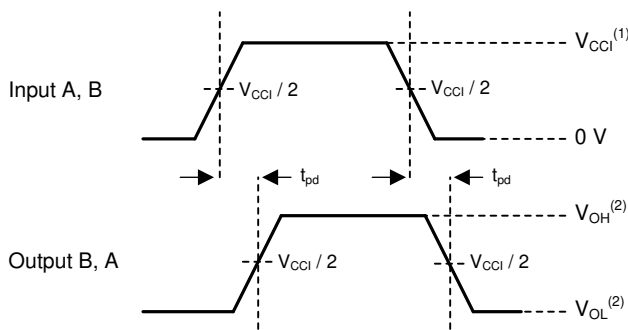 V_CCI^(1)
Input A, B
V_CCI / 2
V_CCI / 2
0 V
t_pd
t_pd
V_OH^(2)
Output B, A
V_CCI / 2
V_CCI / 2
V_OL^(2)